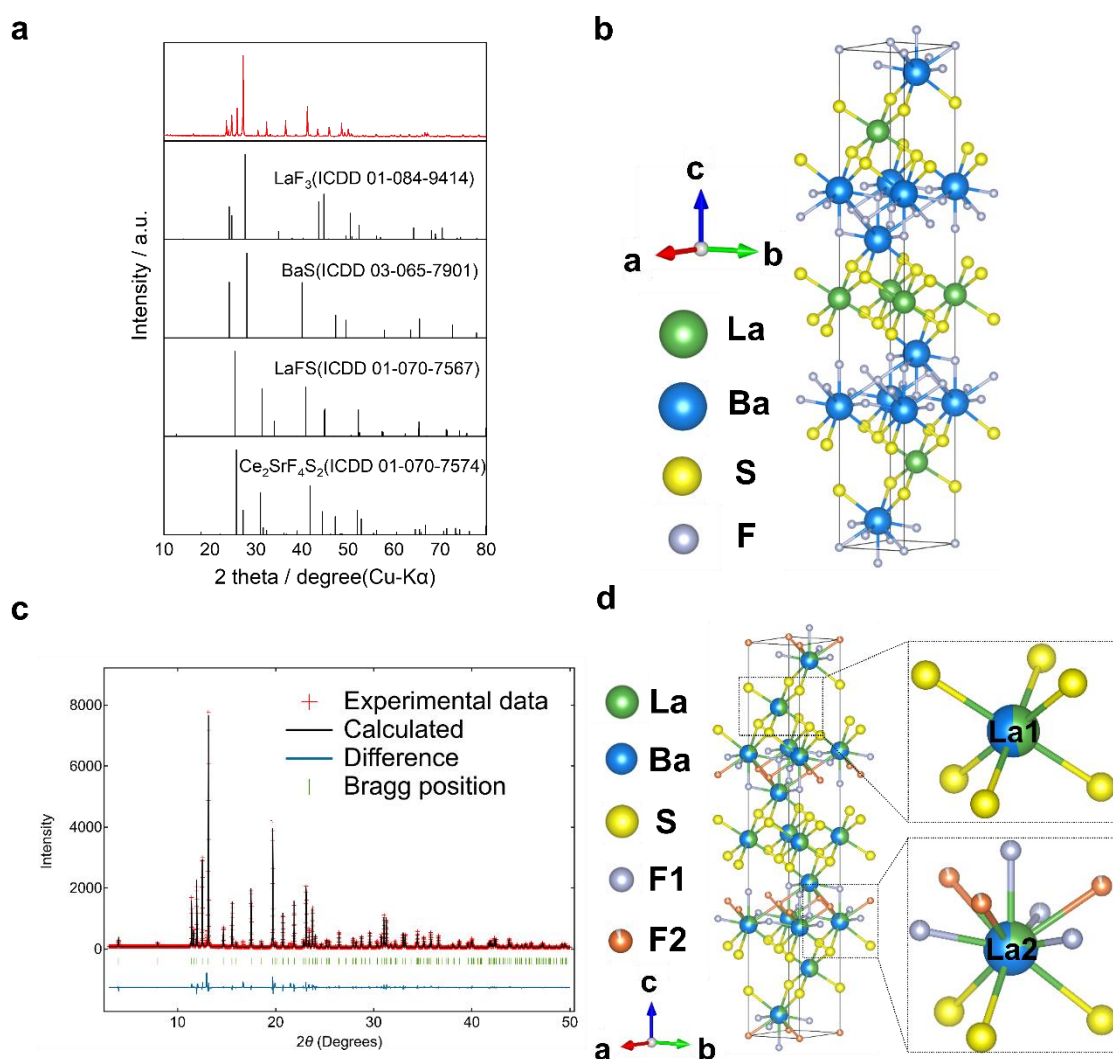 a
Intensity / a.u.
LaF₃(ICDD 01-084-9414)
BaS(ICDD 03-065-7901)
LaFS(ICDD 01-070-7567)
Ce₂SrF₄S₂(ICDD 01-070-7574)
10 20 30 40 50 60 70 80
2 theta / degree(Cu-Kα)
b
c
a b
La
Ba
S
F
c
Intensity
8000
6000
4000
2000
0
Experimental data
Calculated
Difference
Bragg position
10 20 30 40 50
2θ (Degrees)
d
La
Ba
S
F1
F2
c
a b
La1
La2